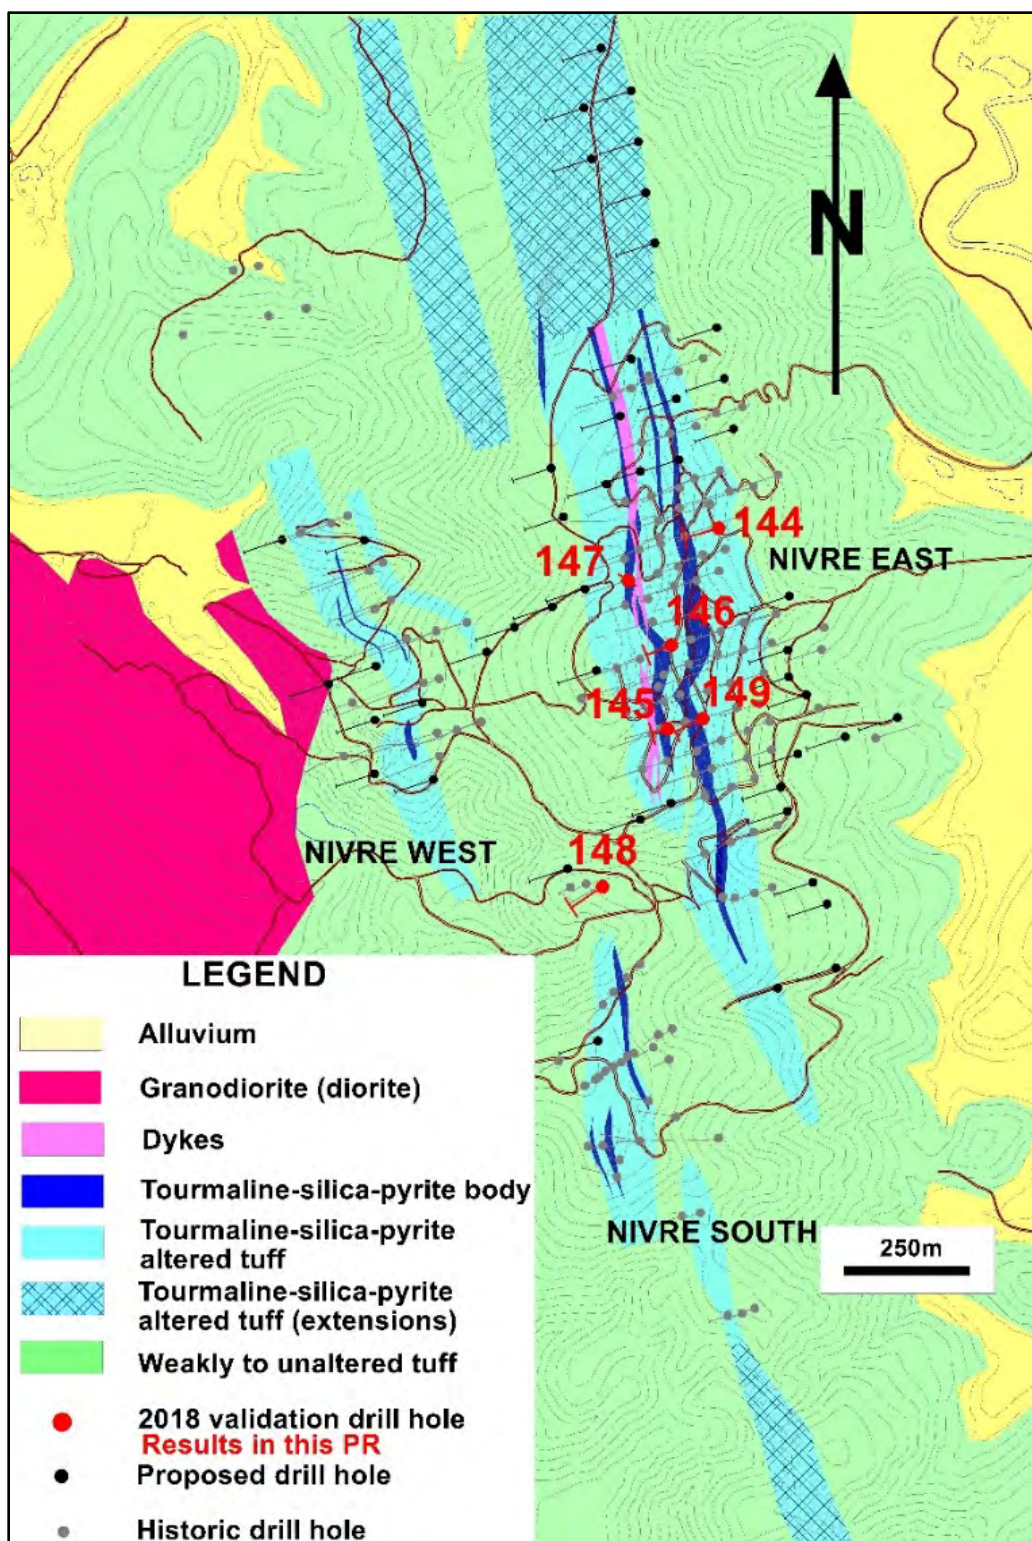 N
144
NIVRE EAST
147
146
145
149
148
NIVRE WEST
NIVRE SOUTH
250m
LEGEND
Alluvium
Granodiorite (diorite)
Dykes
Tourmaline-silica-pyrite body
Tourmaline-silica-pyrite
altered tuff
Tourmaline-silica-pyrite
altered tuff (extensions)
Weakly to unaltered tuff
2018 validation drill hole
Results in this PR
Proposed drill hole
Historic drill hole